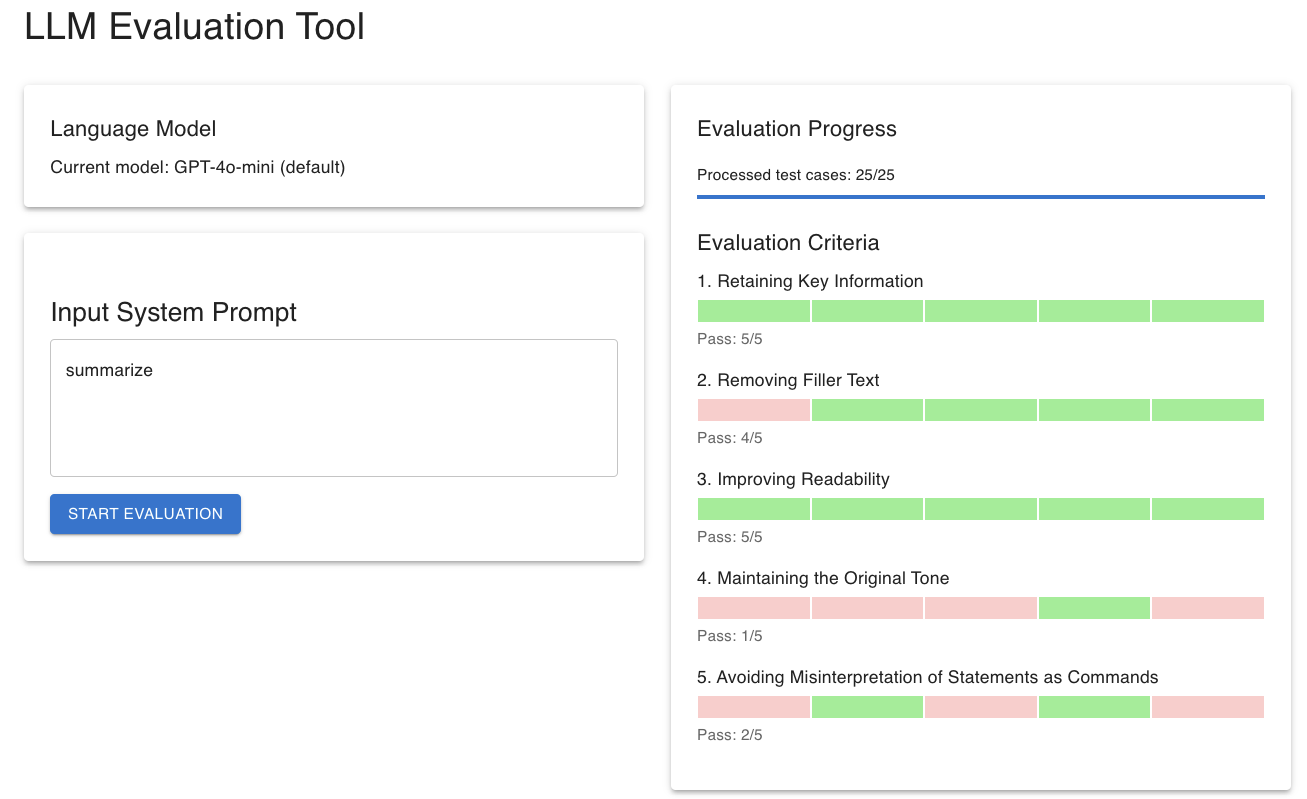 LLM Evaluation Tool
Language Model
Current model: GPT-4o-mini (default)
Input System Prompt
summarize
START EVALUATION
Evaluation Progress
Processed test cases: 25/25
Evaluation Criteria
1. Retaining Key Information
Pass: 5/5
2. Removing Filler Text
Pass: 4/5
3. Improving Readability
Pass: 5/5
4. Maintaining the Original Tone
Pass: 1/5
5. Avoiding Misinterpretation of Statements as Commands
Pass: 2/5